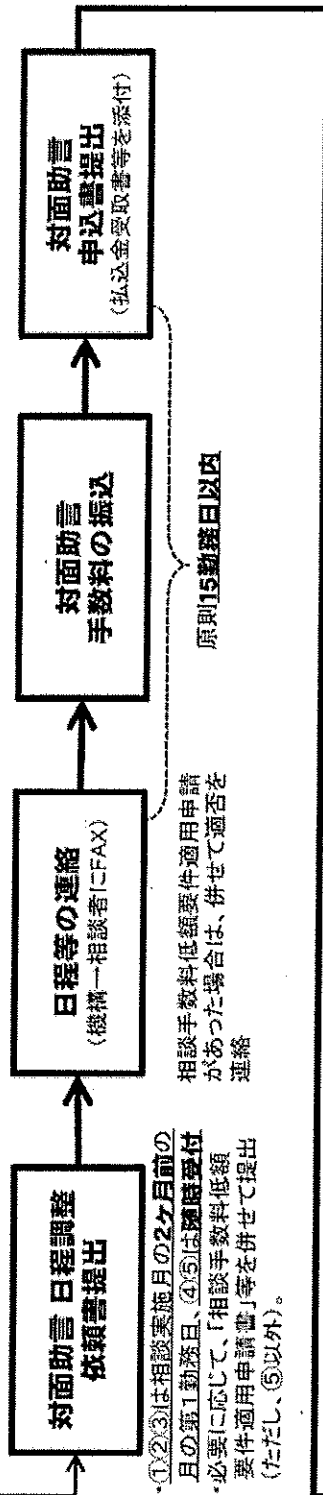 対面助言 日程調整
依頼書提出
・①②③は相談実施月の2ヶ月前の
月の第1勤務日、④⑤は随時受付
・必要に応じて、「相談手数料低額
要件適用申請書」等を併せて提出
(ただし、⑤以外)。
日程等の連絡
(機構→相談者にFAX)
相談手数料低額要件適用申請
があった場合は、併せて適否を
連絡
対面助言
手数料の振込
原則15勤務日以内
対面助言
申込書提出
(払込金受取書等を添付)